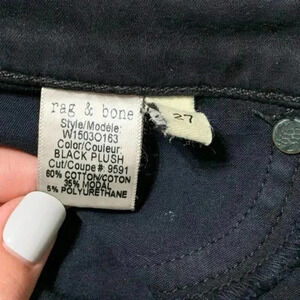 rag & bone
Style/Modèle:
W1503O163
Color/Couleur:
BLACK PLUSH
Cut/Coupe #: 9591
60% COTTON/COTON
35% MODAL
5% POLYURETHANE
27